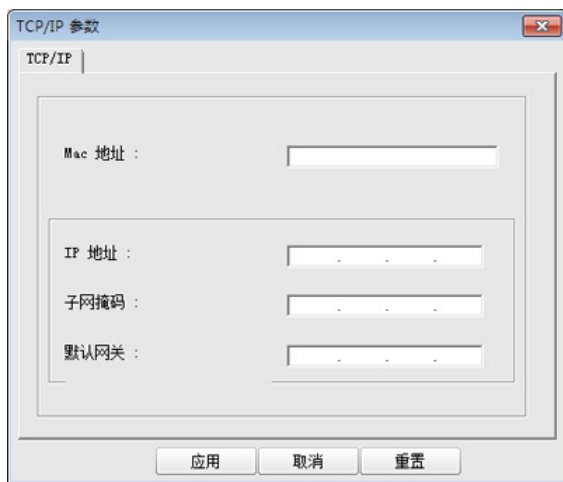 TCP/IP 参数
TCP/IP
Mac 地址 :
IP 地址 :
. . .
子网掩码 :
. . .
默认网关 :
. . .
应用 取消 重置